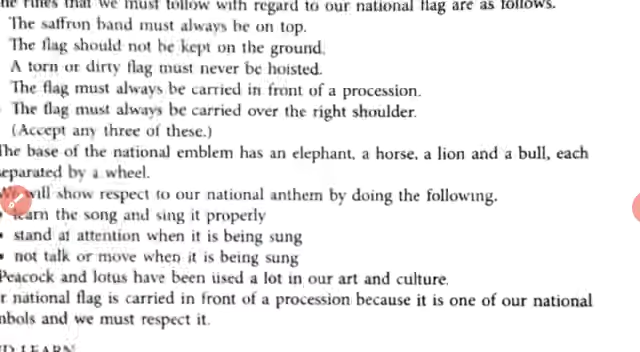 he rules that we must follow with regard to our national flag are as follows.
The saffron band must always be on top.
The flag should not be kept on the ground.
A torn or dirty flag must never be hoisted.
The flag must always be carried in front of a procession.
The flag must always be carried over the right shoulder.
(Accept any three of these.)
The base of the national emblem has an elephant, a horse, a lion and a bull, each
eparated by a wheel.
will show respect to our national anthem by doing the following.
learn the song and sing it properly
• stand at attention when it is being sung
• not talk or move when it is being sung
Peacock and lotus have been used a lot in our art and culture.
r national flag is carried in front of a procession because it is one of our national
mbols and we must respect it.
LEARN